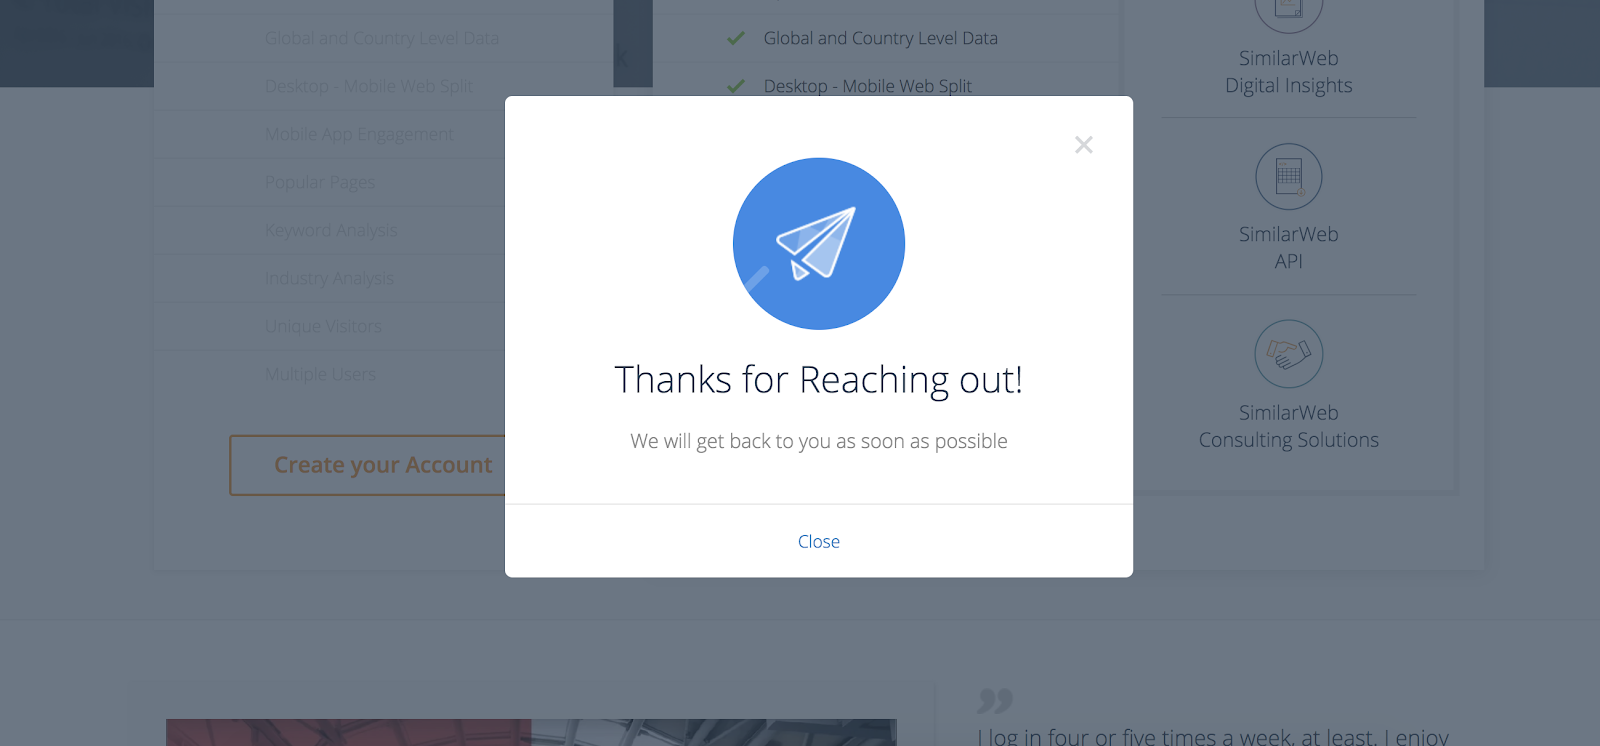 Global and Country Level Data
Desktop - Mobile Web Split
Mobile App Engagement
Popular Pages
Keyword Analysis
Industry Analysis
Unique Visitors
Multiple Users
Create your Account
Global and Country Level Data
Desktop - Mobile Web Split
SimilarWeb
Digital Insights
SimilarWeb
API
SimilarWeb
Consulting Solutions
Thanks for Reaching out!
We will get back to you as soon as possible
Close
I log in four or five times a week, at least. I enjoy